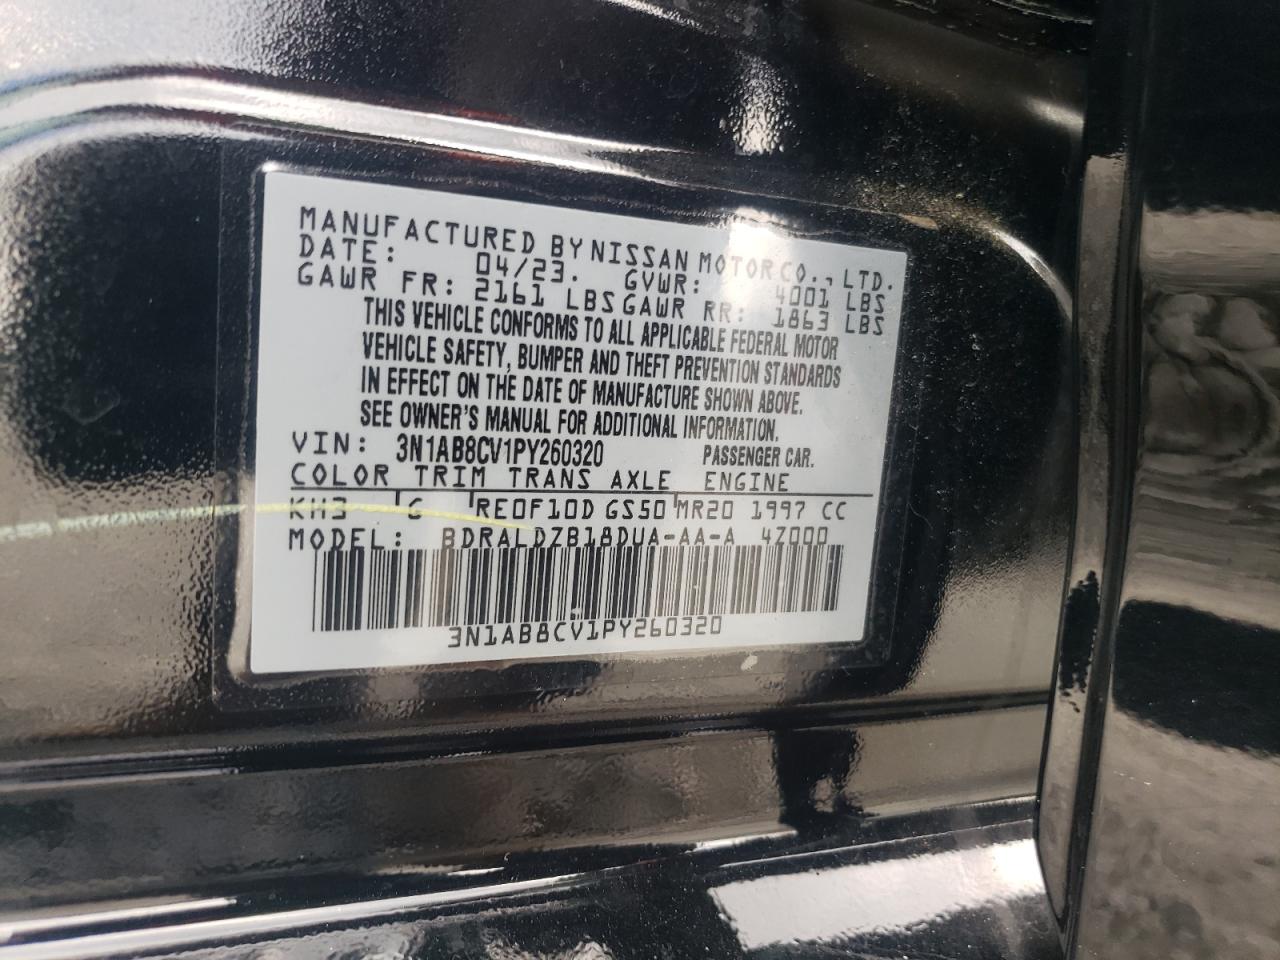 MANUFACTURED BY NISSAN MOTOR CO., LTD.
DATE: 04/23. GVWR: 4001 LBS
GAWR FR: 2161 LBS GAWR RR: 1863 LBS
THIS VEHICLE CONFORMS TO ALL APPLICABLE FEDERAL MOTOR
VEHICLE SAFETY, BUMPER AND THEFT PREVENTION STANDARDS
IN EFFECT ON THE DATE OF MANUFACTURE SHOWN ABOVE.
SEE OWNER'S MANUAL FOR ADDITIONAL INFORMATION.
VIN: 3N1AB8CV1PY260320 PASSENGER CAR.
COLOR TRIM TRANS AXLE ENGINE
KH3 G RE0F10D GS50 MR20 1997 CC
MODEL: BDRALDZB18DUA-AA-A 4Z000
3N1AB8CV1PY260320